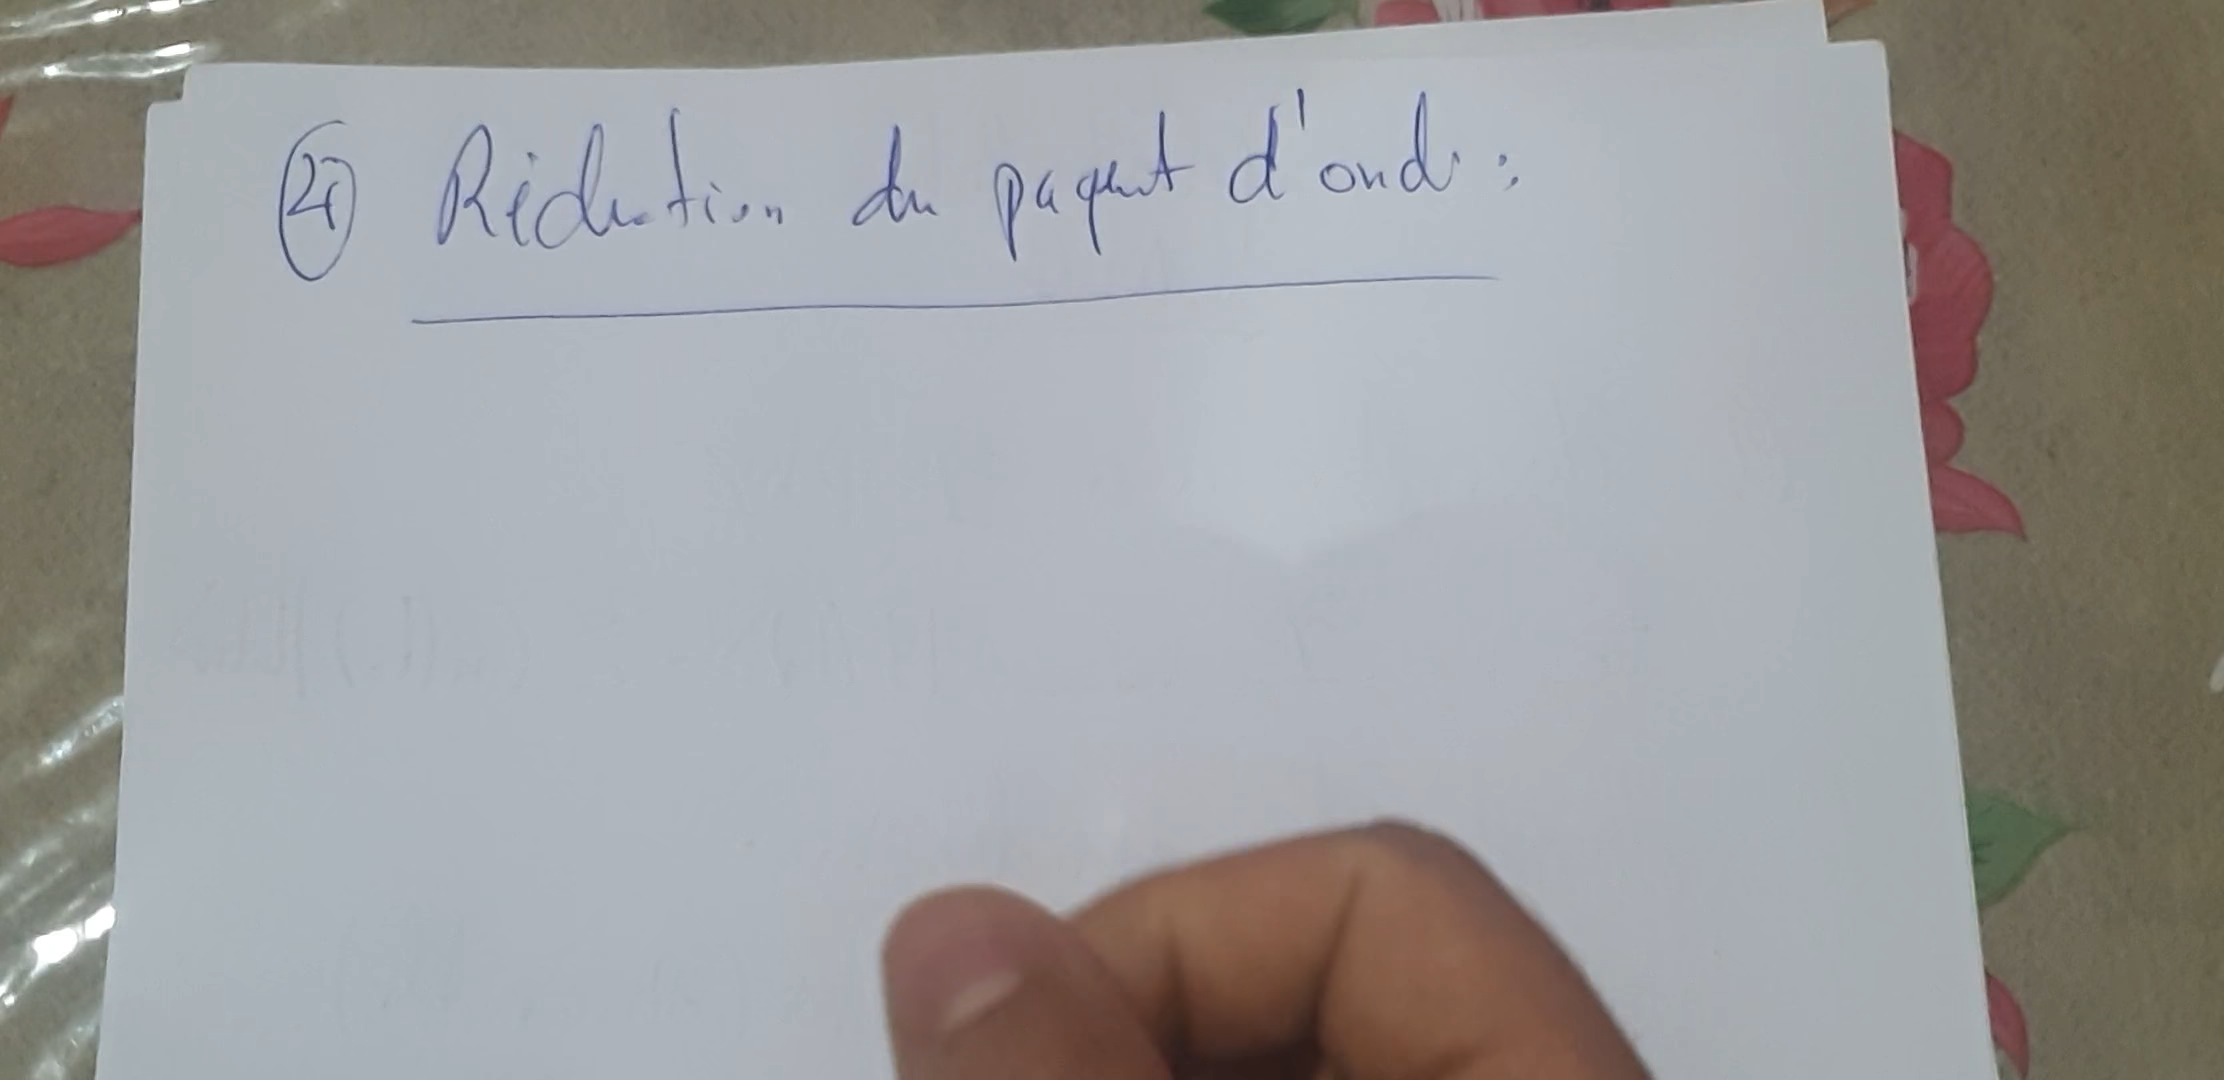 ④ Réduction du paquet d'onde :